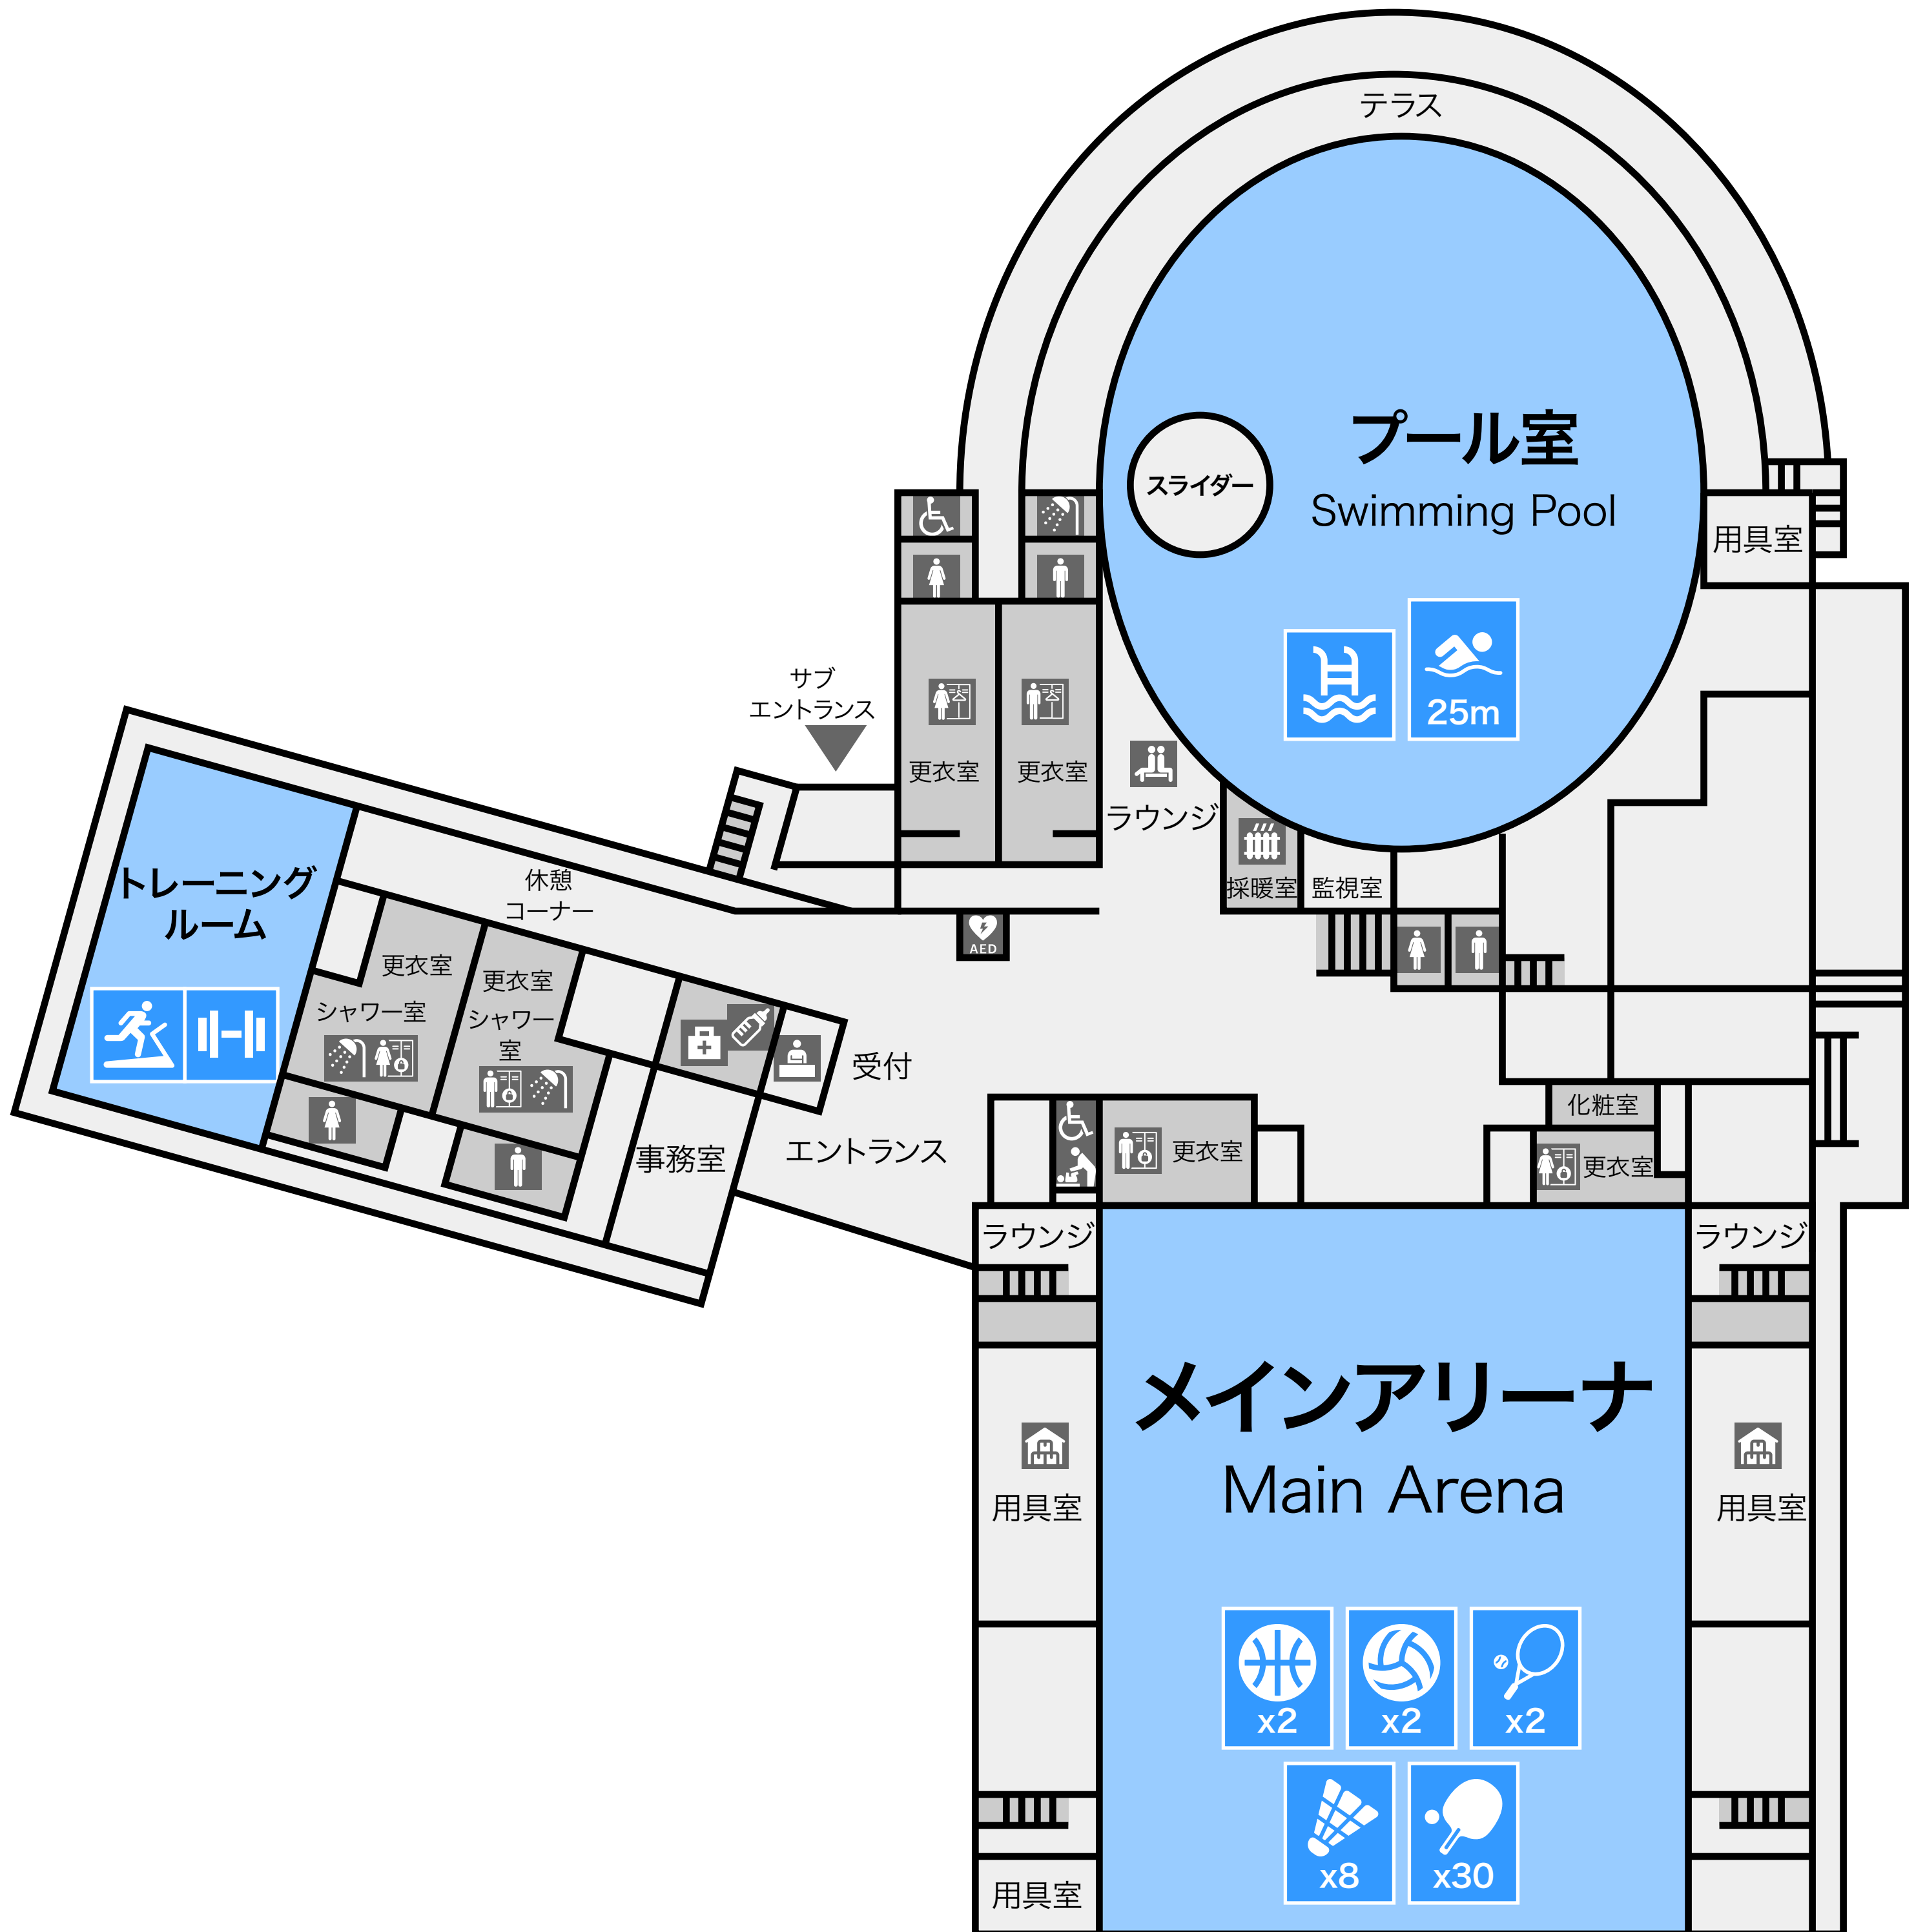 テラス
プール室
Swimming Pool
スライダー
用具室
25m
サブ
エントランス
更衣室
更衣室
ラウンジ
採暖室
監視室
AED
トレーニング
ルーム
休憩
コーナー
更衣室
シャワー室
更衣室
シャワー
室
受付
事務室
エントランス
更衣室
化粧室
更衣室
ラウンジ
ラウンジ
メインアリーナ
Main Arena
用具室
用具室
x2
x2
x2
x8
x30
用具室